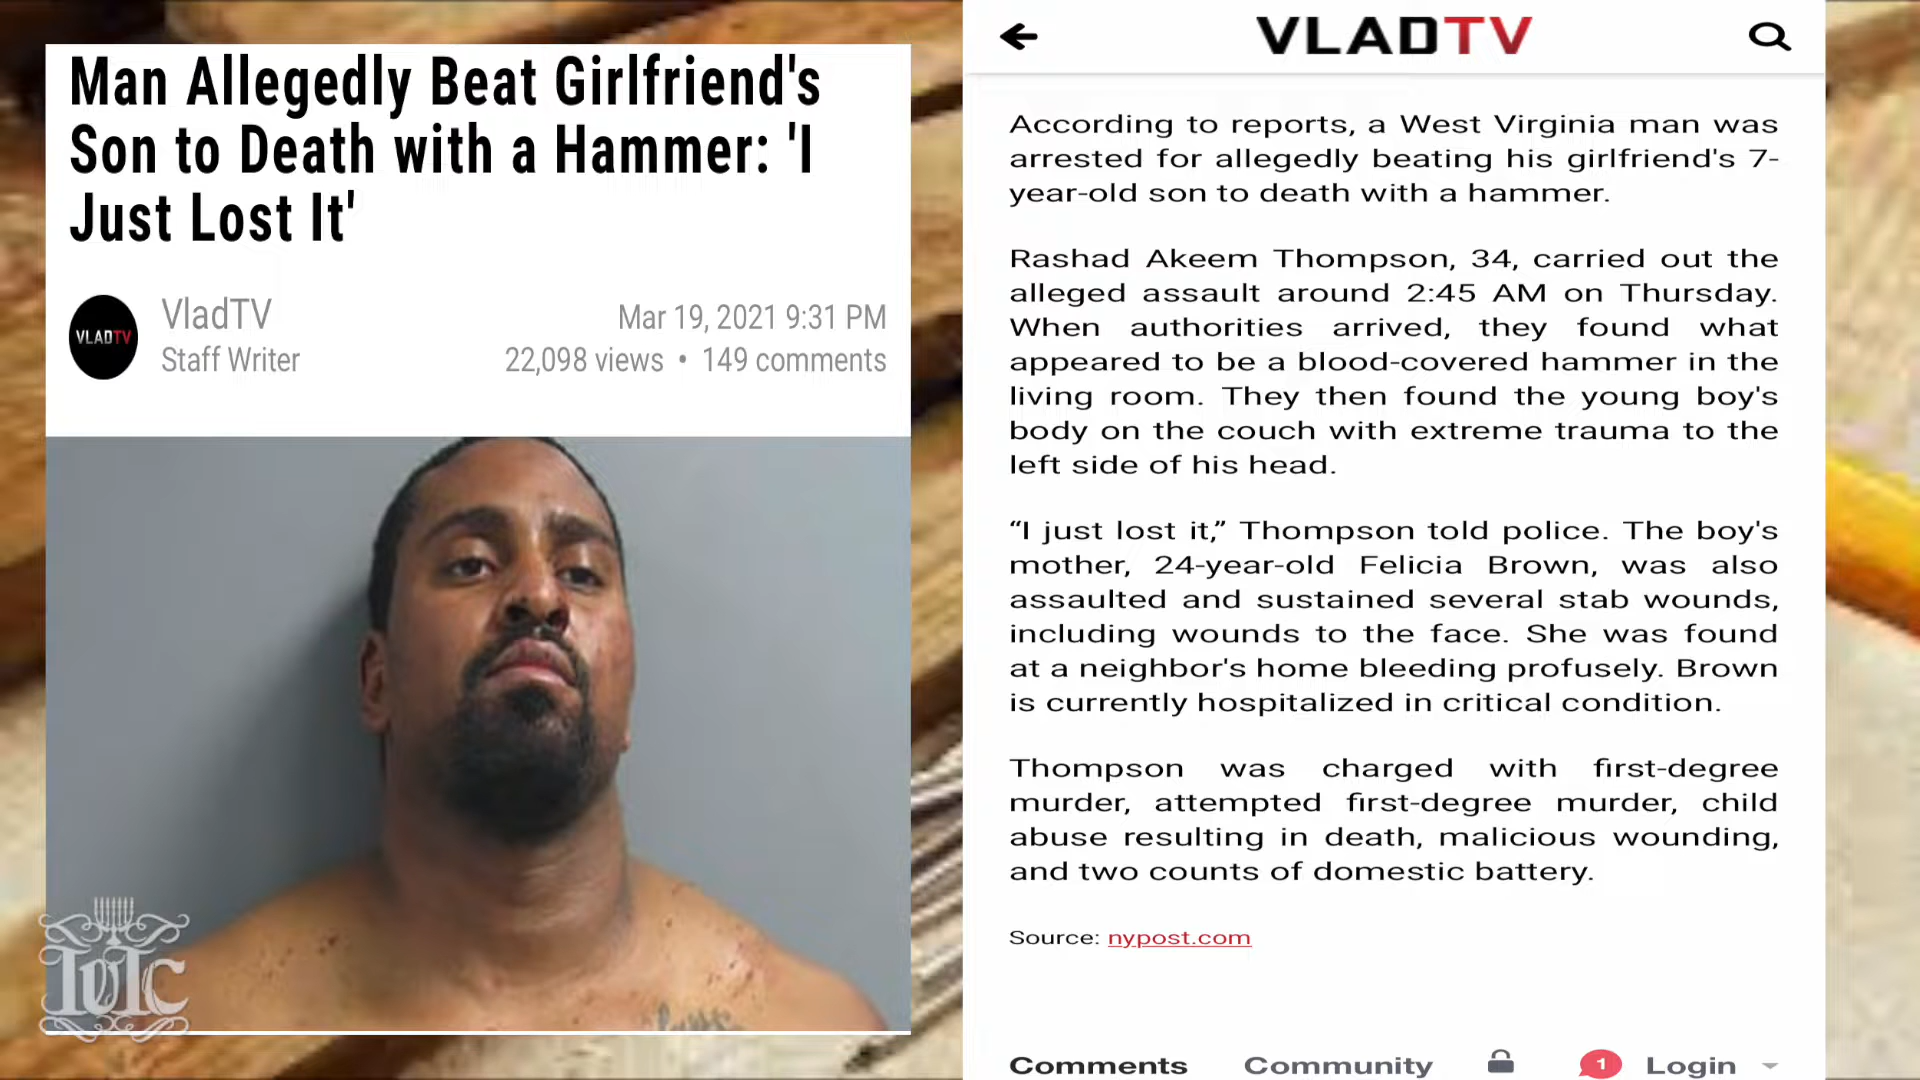 Man Allegedly Beat Girlfriend's
Son to Death with a Hammer: 'I
Just Lost It'
VLADTV
VladTV
Staff Writer
Mar 19, 2021 9:31 PM
22,098 views • 149 comments
IUIC
VLADTV
According to reports, a West Virginia man was
arrested for allegedly beating his girlfriend's 7-
year-old son to death with a hammer.
Rashad Akeem Thompson, 34, carried out the
alleged assault around 2:45 AM on Thursday.
When authorities arrived, they found what
appeared to be a blood-covered hammer in the
living room. They then found the young boy's
body on the couch with extreme trauma to the
left side of his head.
“I just lost it,” Thompson told police. The boy's
mother, 24-year-old Felicia Brown, was also
assaulted and sustained several stab wounds,
including wounds to the face. She was found
at a neighbor's home bleeding profusely. Brown
is currently hospitalized in critical condition.
Thompson was charged with first-degree
murder, attempted first-degree murder, child
abuse resulting in death, malicious wounding,
and two counts of domestic battery.
Source: nypost.com
Comments Community 1 Login